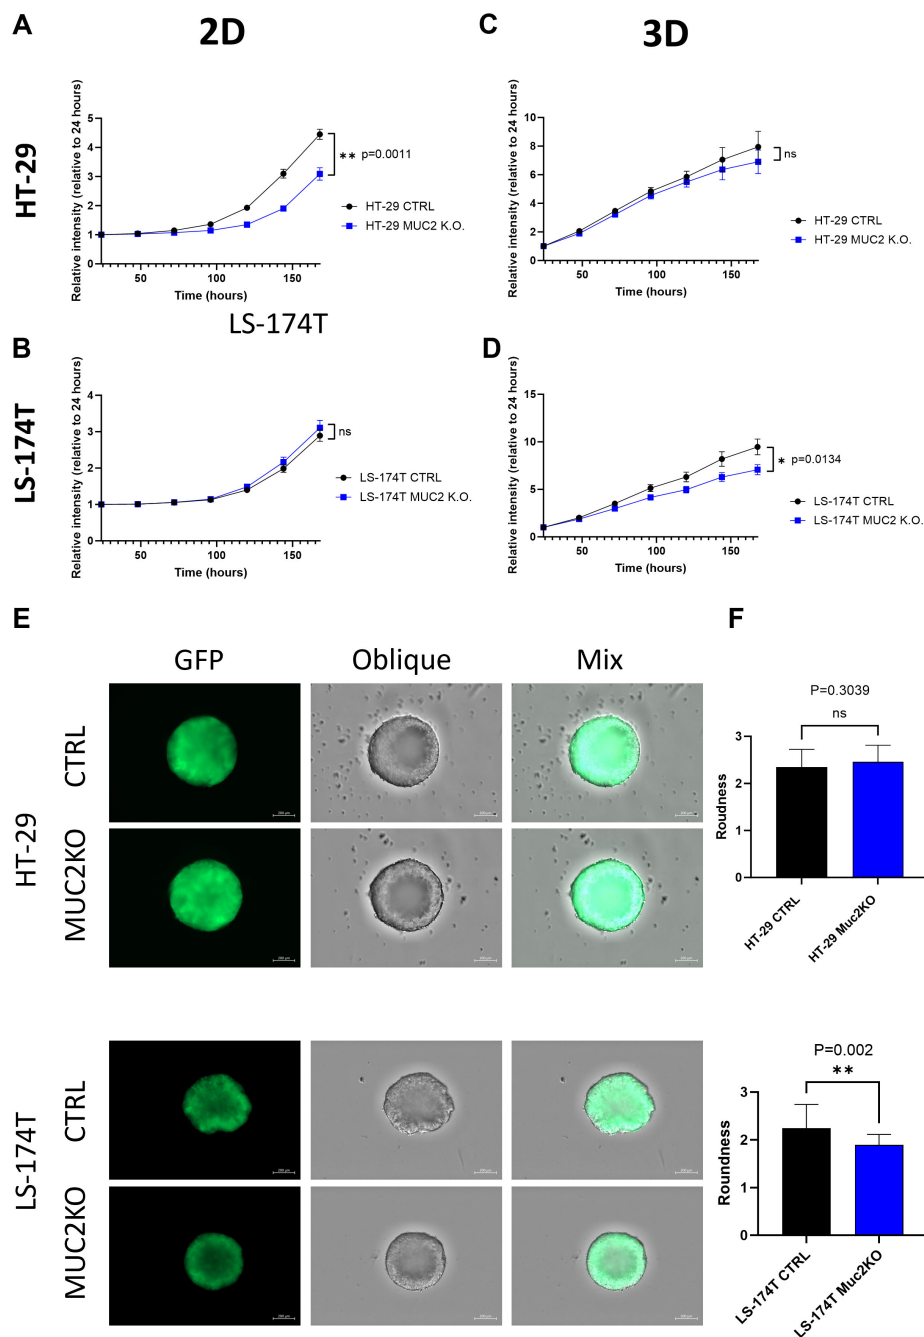 A
2D
C
3D
HT-29
Relative intensity (relative to 24 hours)
5
4
3
2
1
0
50
100
150
Time (hours)
** p=0.0011
HT-29 CTRL
HT-29 MUC2 K.O.
Relative intensity (relative to 24 hours)
10
8
6
4
2
0
50
100
150
Time (hours)
ns
HT-29 CTRL
HT-29 MUC2 K.O.
LS-174T
B
D
LS-174T
Relative intensity (relative to 24 hours)
4
3
2
1
0
50
100
150
Time (hours)
ns
LS-174T CTRL
LS-174T MUC2 K.O.
Relative intensity (relative to 24 hours)
15
10
5
0
50
100
150
Time (hours)
* p=0.0134
LS-174T CTRL
LS-174T MUC2 K.O.
E
F
GFP
Oblique
Mix
HT-29
CTRL
MUC2KO
P=0.3039
ns
Roudness
3
2
1
0
HT-29 CTRL
HT-29 Muc2KO
LS-174T
CTRL
MUC2KO
P=0.002
**
Roundness
3
2
1
0
LS-174T CTRL
LS-174T Muc2KO